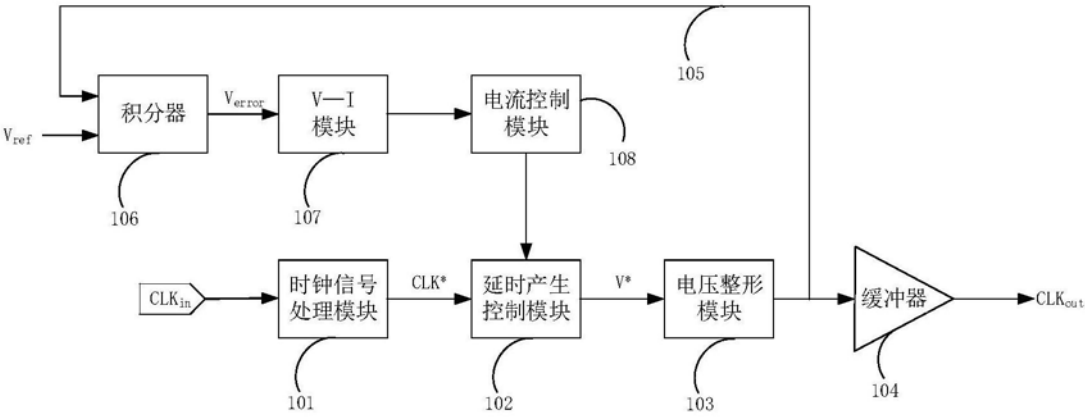 105
积分器
V_error
V—I
模块
电流控制
模块
V_ref
106
107
108
CLK_in
时钟信号
处理模块
CLK*
延时产生
控制模块
V*
电压整形
模块
缓冲器
CLK_out
101
102
103
104